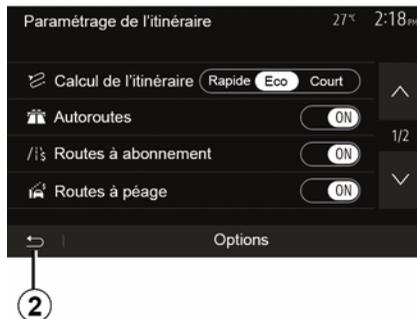 Paramétrage de l'itinéraire 27°C 2:18 PM
Calcul de l'itinéraire Rapide Eco Court
Autoroutes ON
1/2
Routes à abonnement ON
Routes à péage ON
Options
2